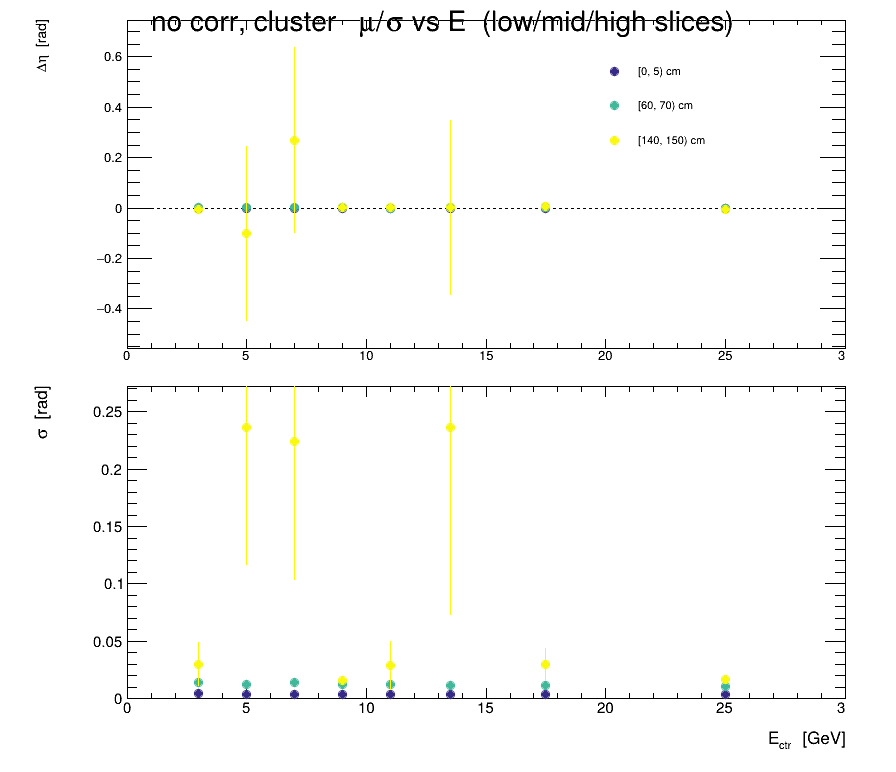 no corr, cluster μ/σ vs E (low/mid/high slices)
Δη [rad]
0.6
0.4
0.2
0
−0.2
−0.4
[0, 5) cm
[60, 70) cm
[140, 150) cm
0 5 10 15 20 25 3
σ [rad]
0.25
0.2
0.15
0.1
0.05
0
0 5 10 15 20 25 3
E_ctr [GeV]